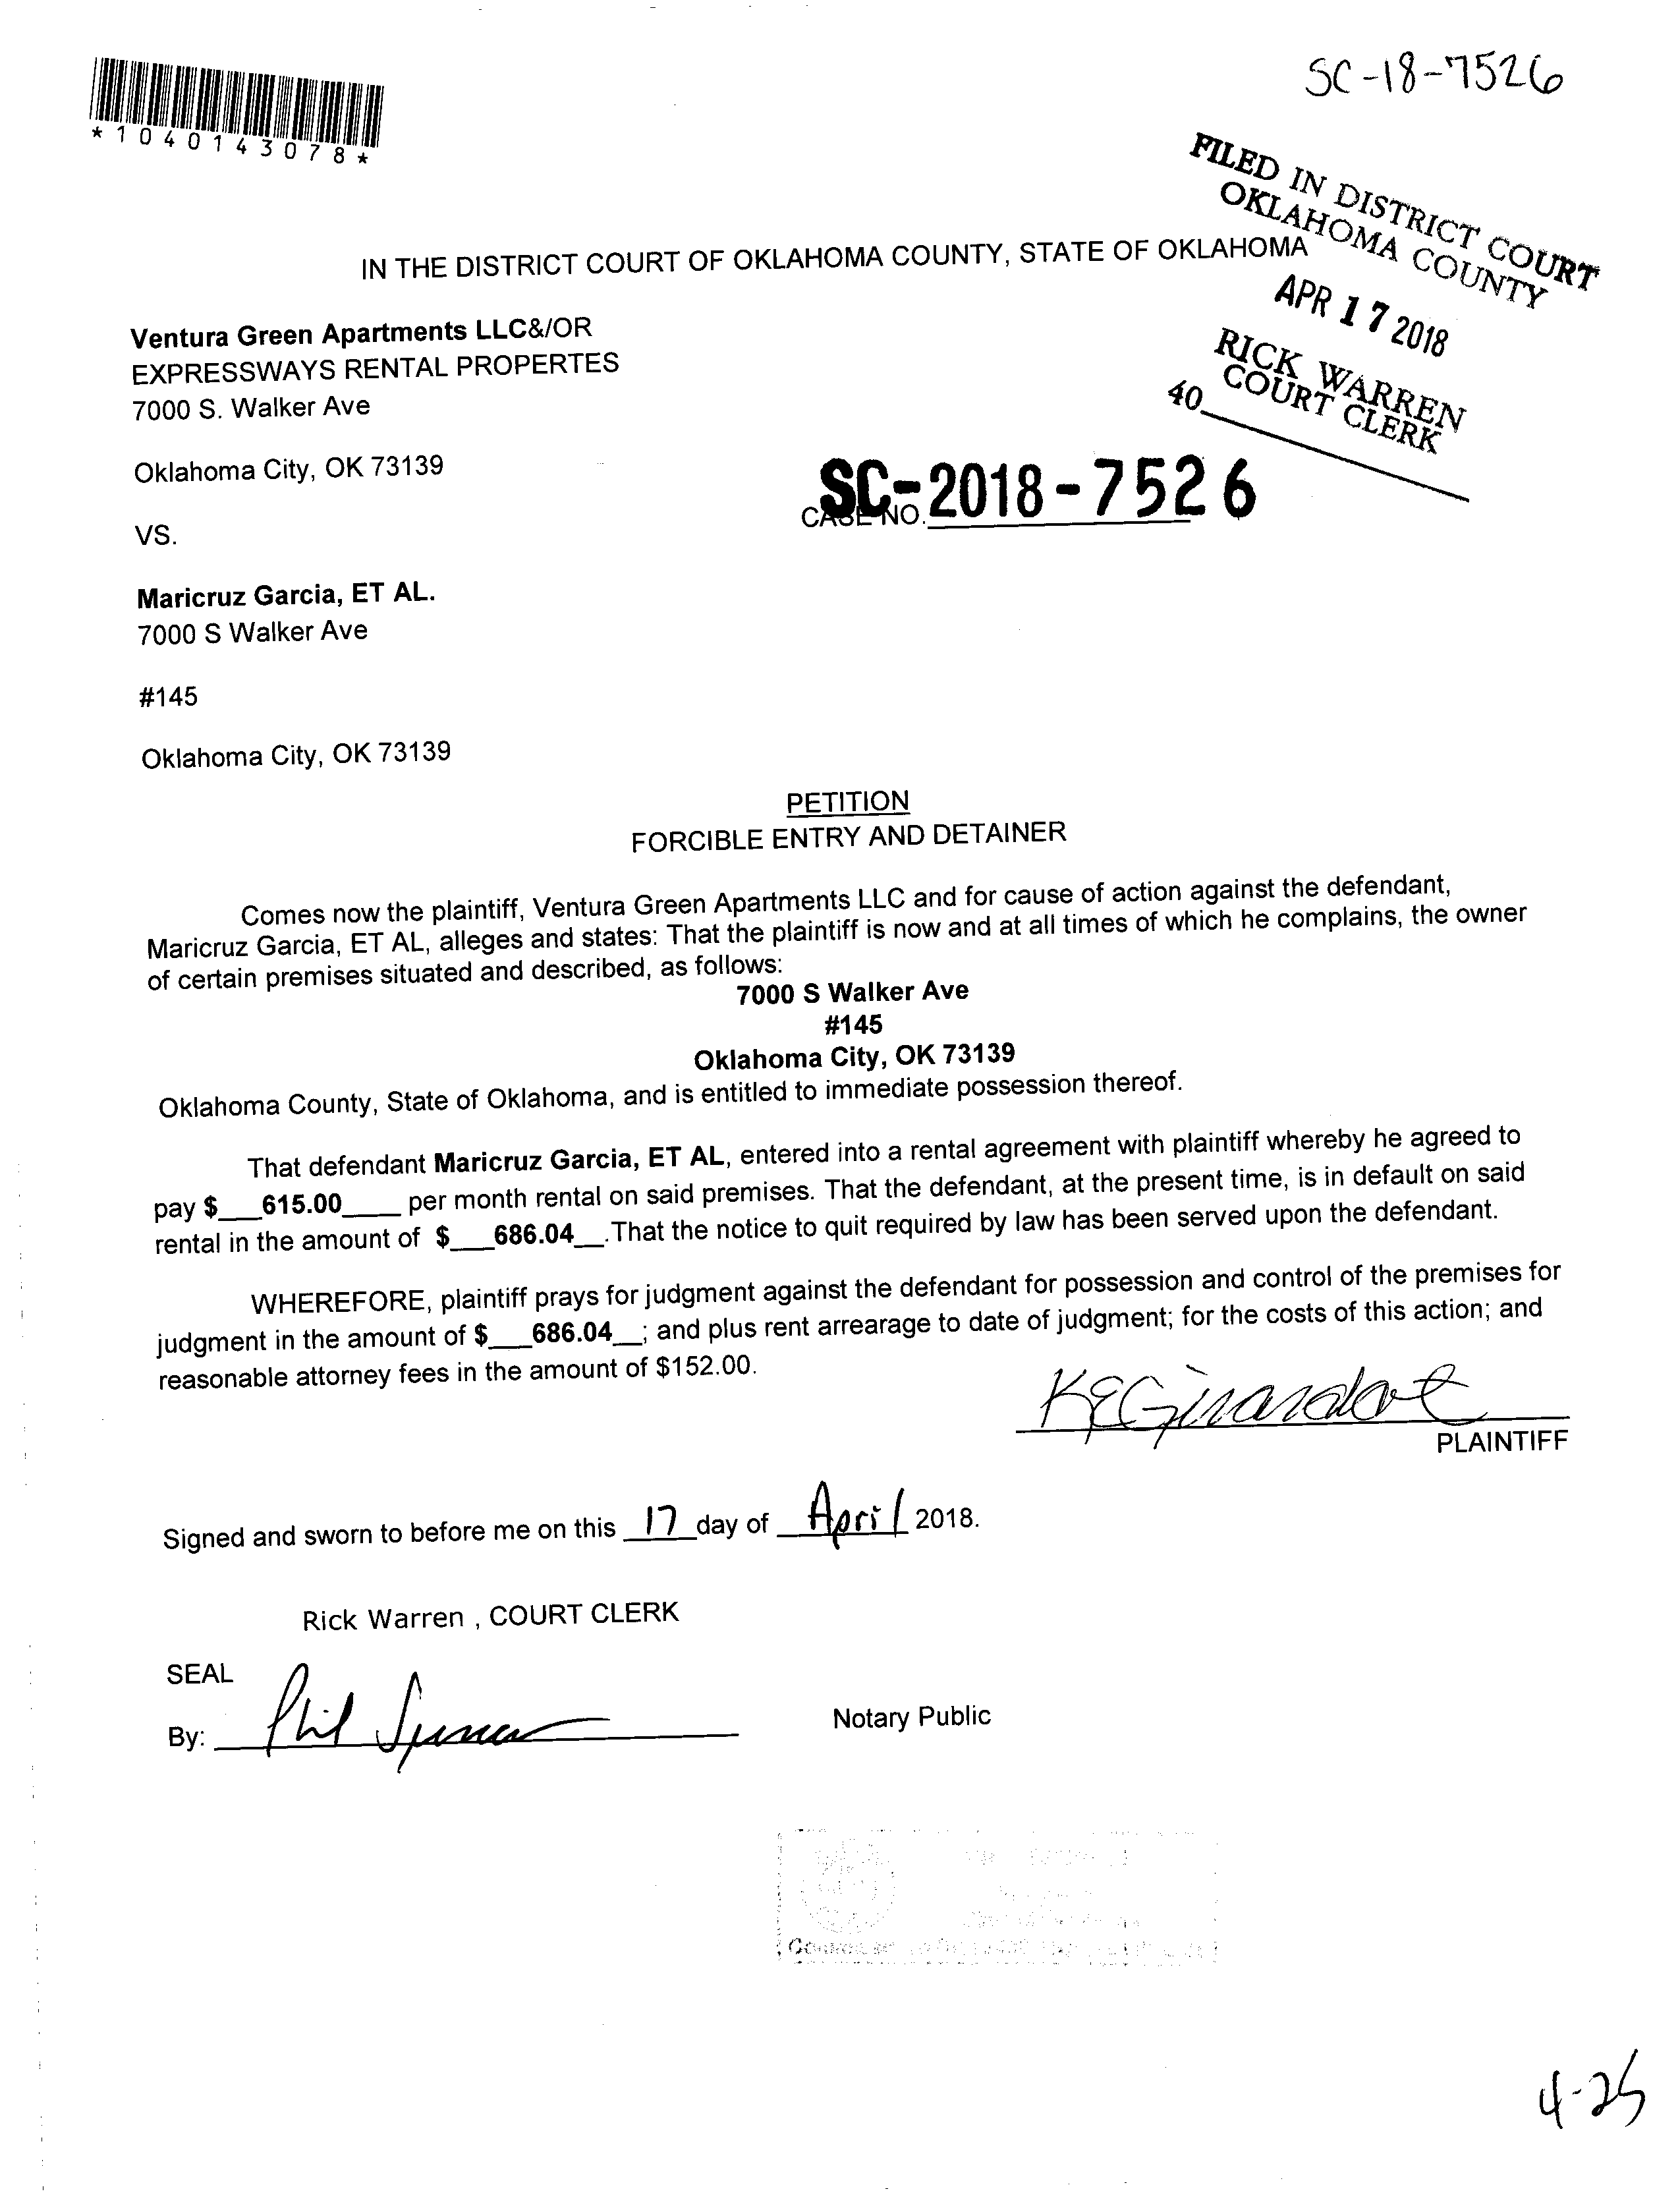 SC-18-7526
*1040143078*
FILED IN DISTRICT COURT
OKLAHOMA COUNTY
APR 17 2018
RICK WARREN
COURT CLERK
40
IN THE DISTRICT COURT OF OKLAHOMA COUNTY, STATE OF OKLAHOMA
Ventura Green Apartments LLC&/OR
EXPRESSWAYS RENTAL PROPERTES
7000 S. Walker Ave
Oklahoma City, OK 73139
CASE NO. SC-2018-7526
VS.
Maricruz Garcia, ET AL.
7000 S Walker Ave
#145
Oklahoma City, OK 73139
PETITION
FORCIBLE ENTRY AND DETAINER
Comes now the plaintiff, Ventura Green Apartments LLC and for cause of action against the defendant,
Maricruz Garcia, ET AL, alleges and states: That the plaintiff is now and at all times of which he complains, the owner
of certain premises situated and described, as follows:
7000 S Walker Ave
#145
Oklahoma City, OK 73139
Oklahoma County, State of Oklahoma, and is entitled to immediate possession thereof.
That defendant Maricruz Garcia, ET AL, entered into a rental agreement with plaintiff whereby he agreed to
pay $___615.00____ per month rental on said premises. That the defendant, at the present time, is in default on said
rental in the amount of $___686.04__.That the notice to quit required by law has been served upon the defendant.
WHEREFORE, plaintiff prays for judgment against the defendant for possession and control of the premises for
judgment in the amount of $___686.04__; and plus rent arrearage to date of judgment; for the costs of this action; and
reasonable attorney fees in the amount of $152.00.
KEGirardot
PLAINTIFF
Signed and sworn to before me on this 17 day of April 2018.
Rick Warren , COURT CLERK
SEAL
By: Phil
Notary Public
4-25